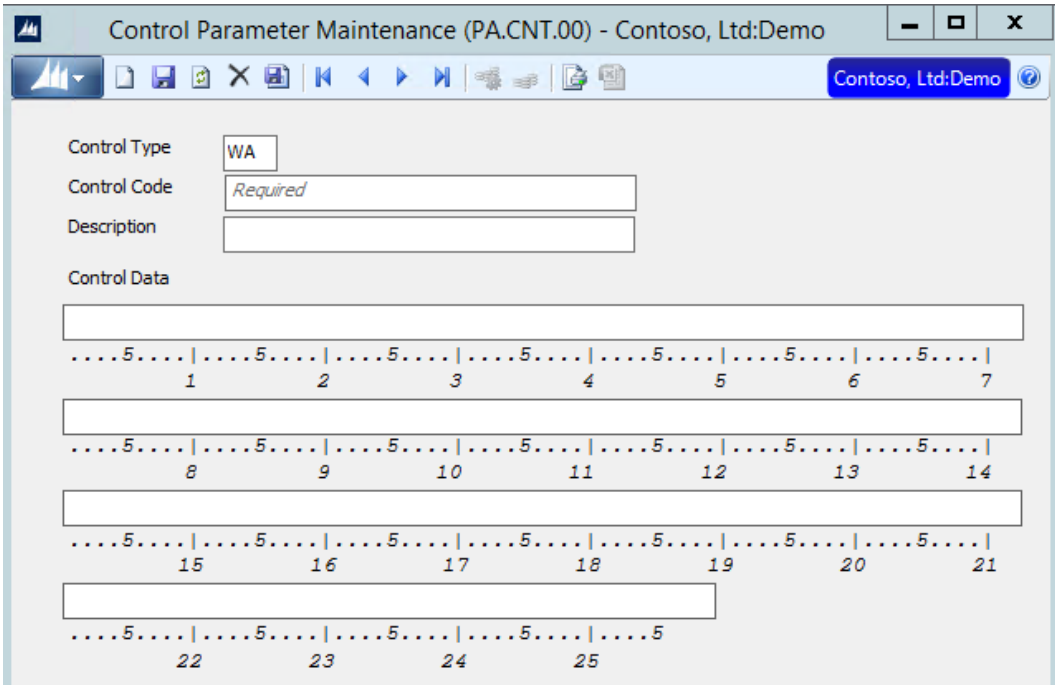 Control Parameter Maintenance (PA.CNT.00) - Contoso, Ltd:Demo
Contoso, Ltd:Demo
Control Type WA
Control Code Required
Description
Control Data
....5....|....5....|....5....|....5....|....5....|....5....|....5....|
1 2 3 4 5 6 7
....5....|....5....|....5....|....5....|....5....|....5....|....5....|
8 9 10 11 12 13 14
....5....|....5....|....5....|....5....|....5....|....5....|....5....|
15 16 17 18 19 20 21
....5....|....5....|....5....|....5....|....5
22 23 24 25